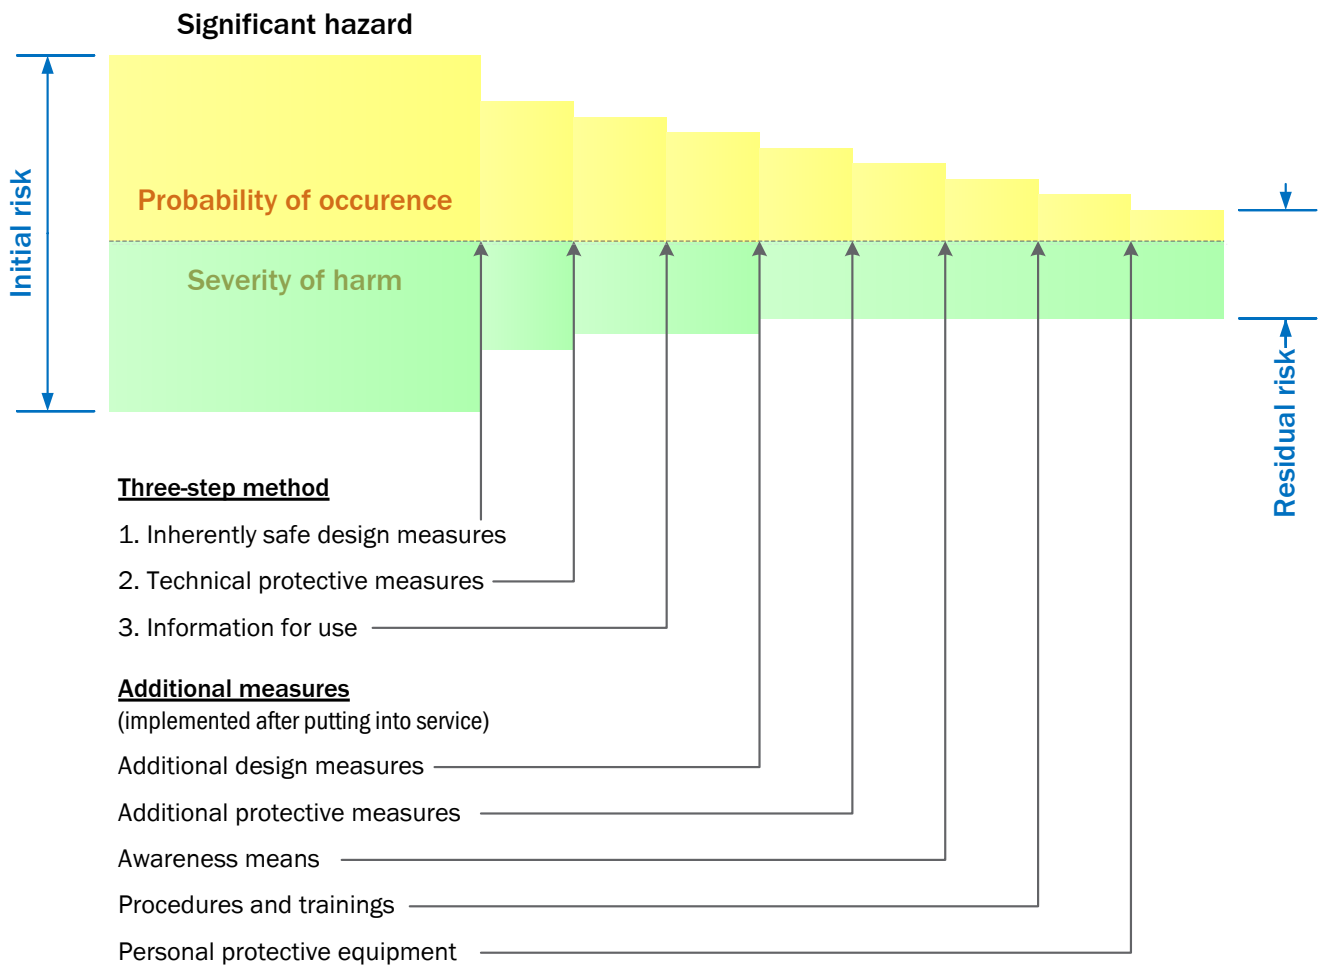 Significant hazard
Initial risk
Probability of occurence
Severity of harm
Residual risk
Three-step method
1. Inherently safe design measures
2. Technical protective measures
3. Information for use
Additional measures
(implemented after putting into service)
Additional design measures
Additional protective measures
Awareness means
Procedures and trainings
Personal protective equipment